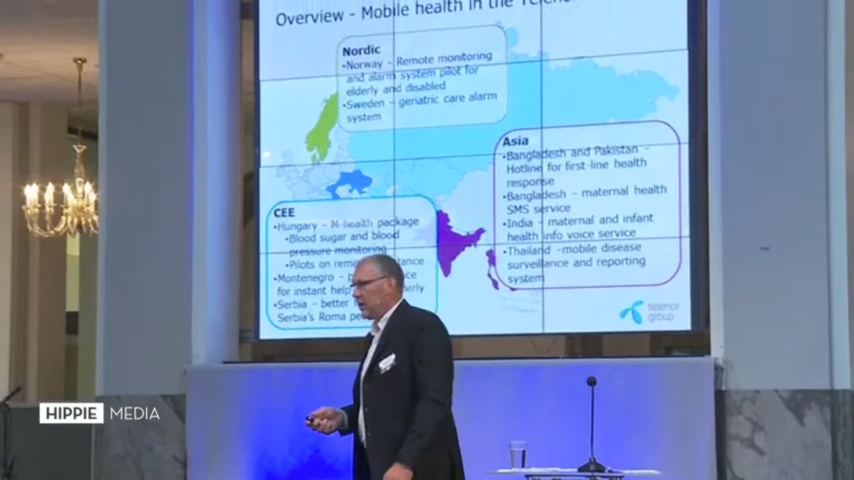 Overview - Mobile health in the Telenor
Nordic
•Norway – Remote monitoring
and alarm system pilot for
elderly and disabled
•Sweden – geriatric care alarm
system
Asia
•Bangladesh and Pakistan –
Hotline for first-line health
response
•Bangladesh – maternal health
SMS service
•India – maternal and infant
health info voice service
•Thailand –mobile disease
surveillance and reporting
system
CEE
•Hungary – M-health package
•Blood sugar and blood
pressure monitoring
•Pilots on
•Montenegro –
for instant
•Serbia – better
Serbia's Roma
telenor
group
HIPPIE MEDIA